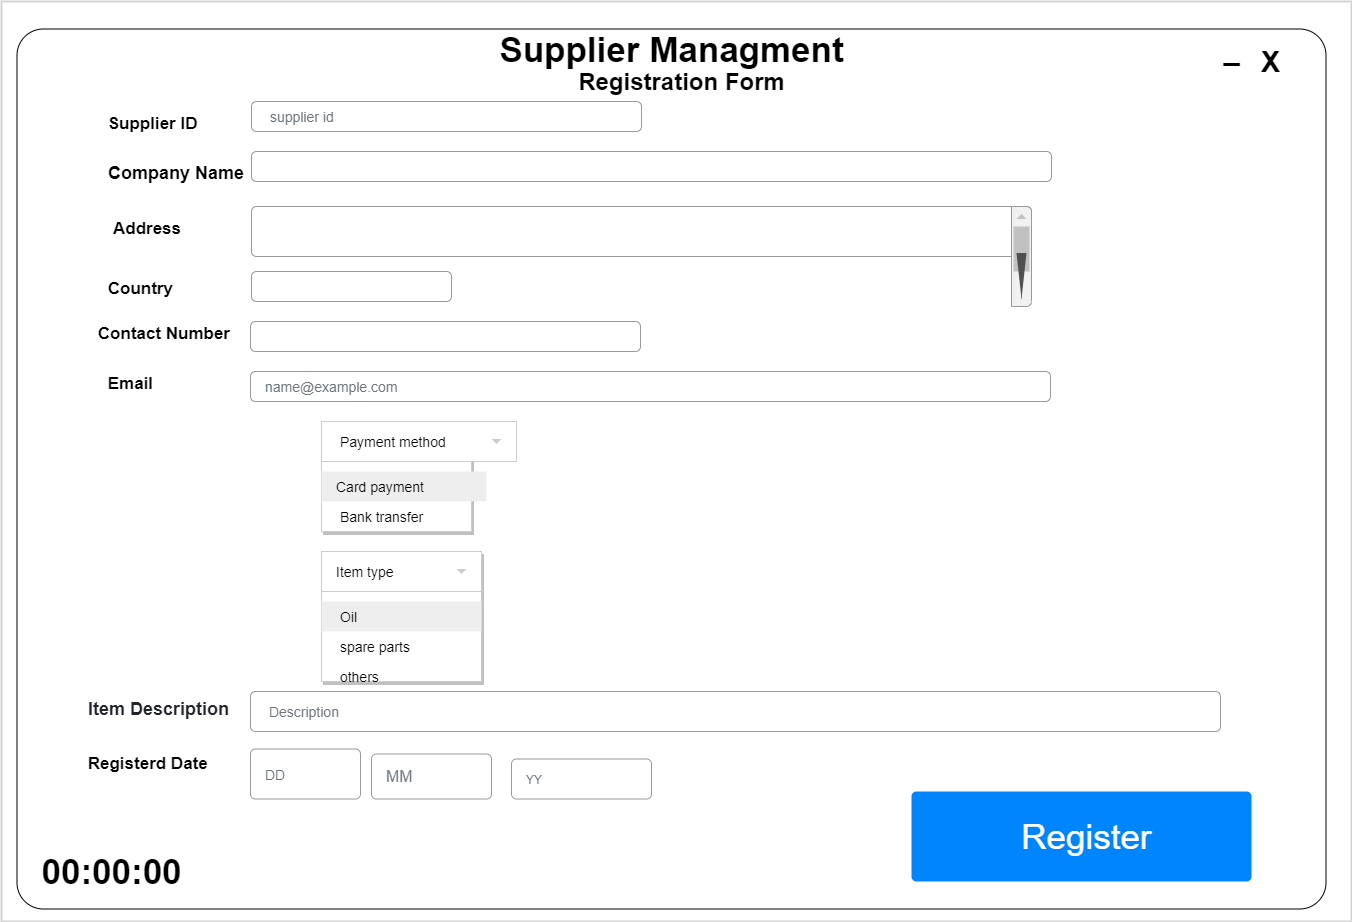 Supplier Managment
Registration Form
– X
Supplier ID
supplier id
Company Name
Address
Country
Contact Number
Email
name@example.com
Payment method
Card payment
Bank transfer
Item type
Oil
spare parts
others
Item Description
Description
Registerd Date
DD
MM
YY
Register
00:00:00